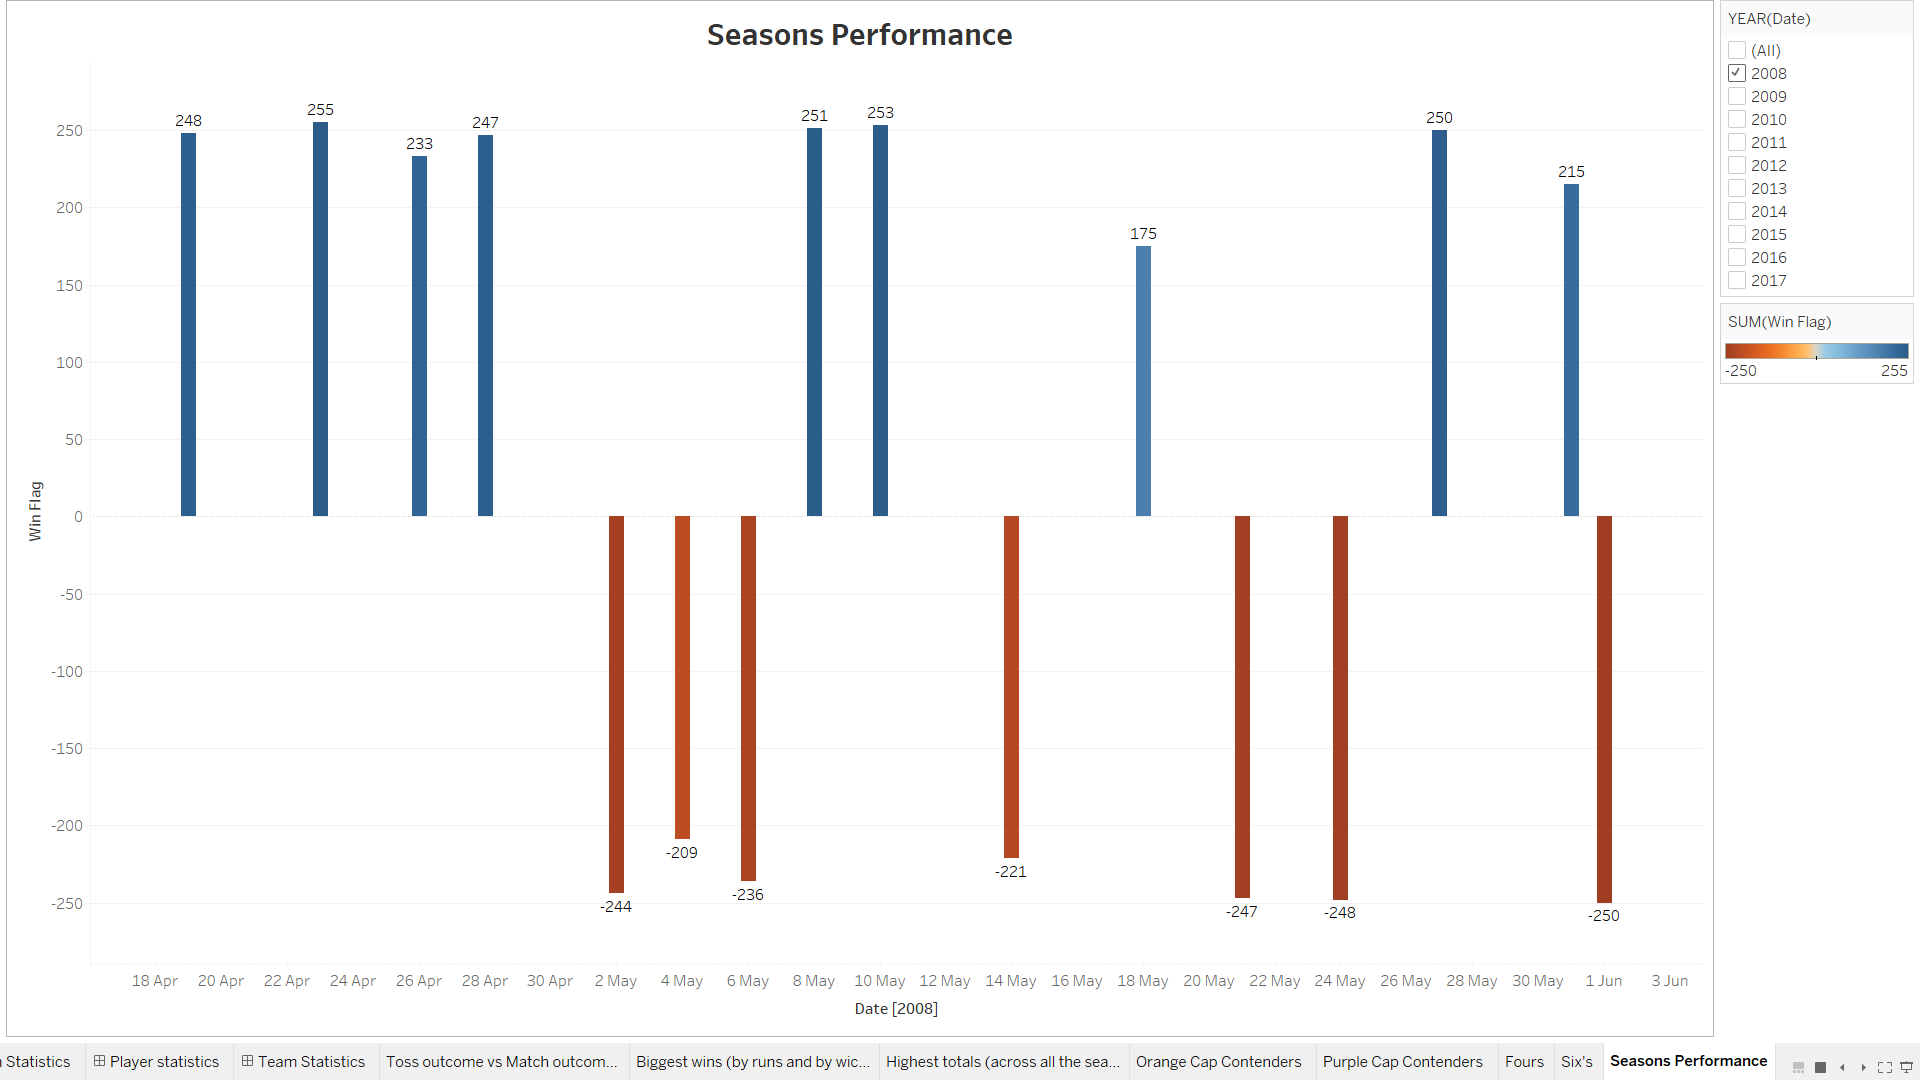 Seasons Performance
248
255
233
247
251
253
175
250
215
-244
-209
-236
-221
-247
-248
-250
250
200
150
100
50
0
-50
-100
-150
-200
-250
Win Flag
18 Apr
20 Apr
22 Apr
24 Apr
26 Apr
28 Apr
30 Apr
2 May
4 May
6 May
8 May
10 May
12 May
14 May
16 May
18 May
20 May
22 May
24 May
26 May
28 May
30 May
1 Jun
3 Jun
Date [2008]
YEAR(Date)
(All)
2008
2009
2010
2011
2012
2013
2014
2015
2016
2017
SUM(Win Flag)
-250
255
Statistics
Player statistics
Team Statistics
Toss outcome vs Match outcom...
Biggest wins (by runs and by wic...
Highest totals (across all the sea...
Orange Cap Contenders
Purple Cap Contenders
Fours
Six's
Seasons Performance